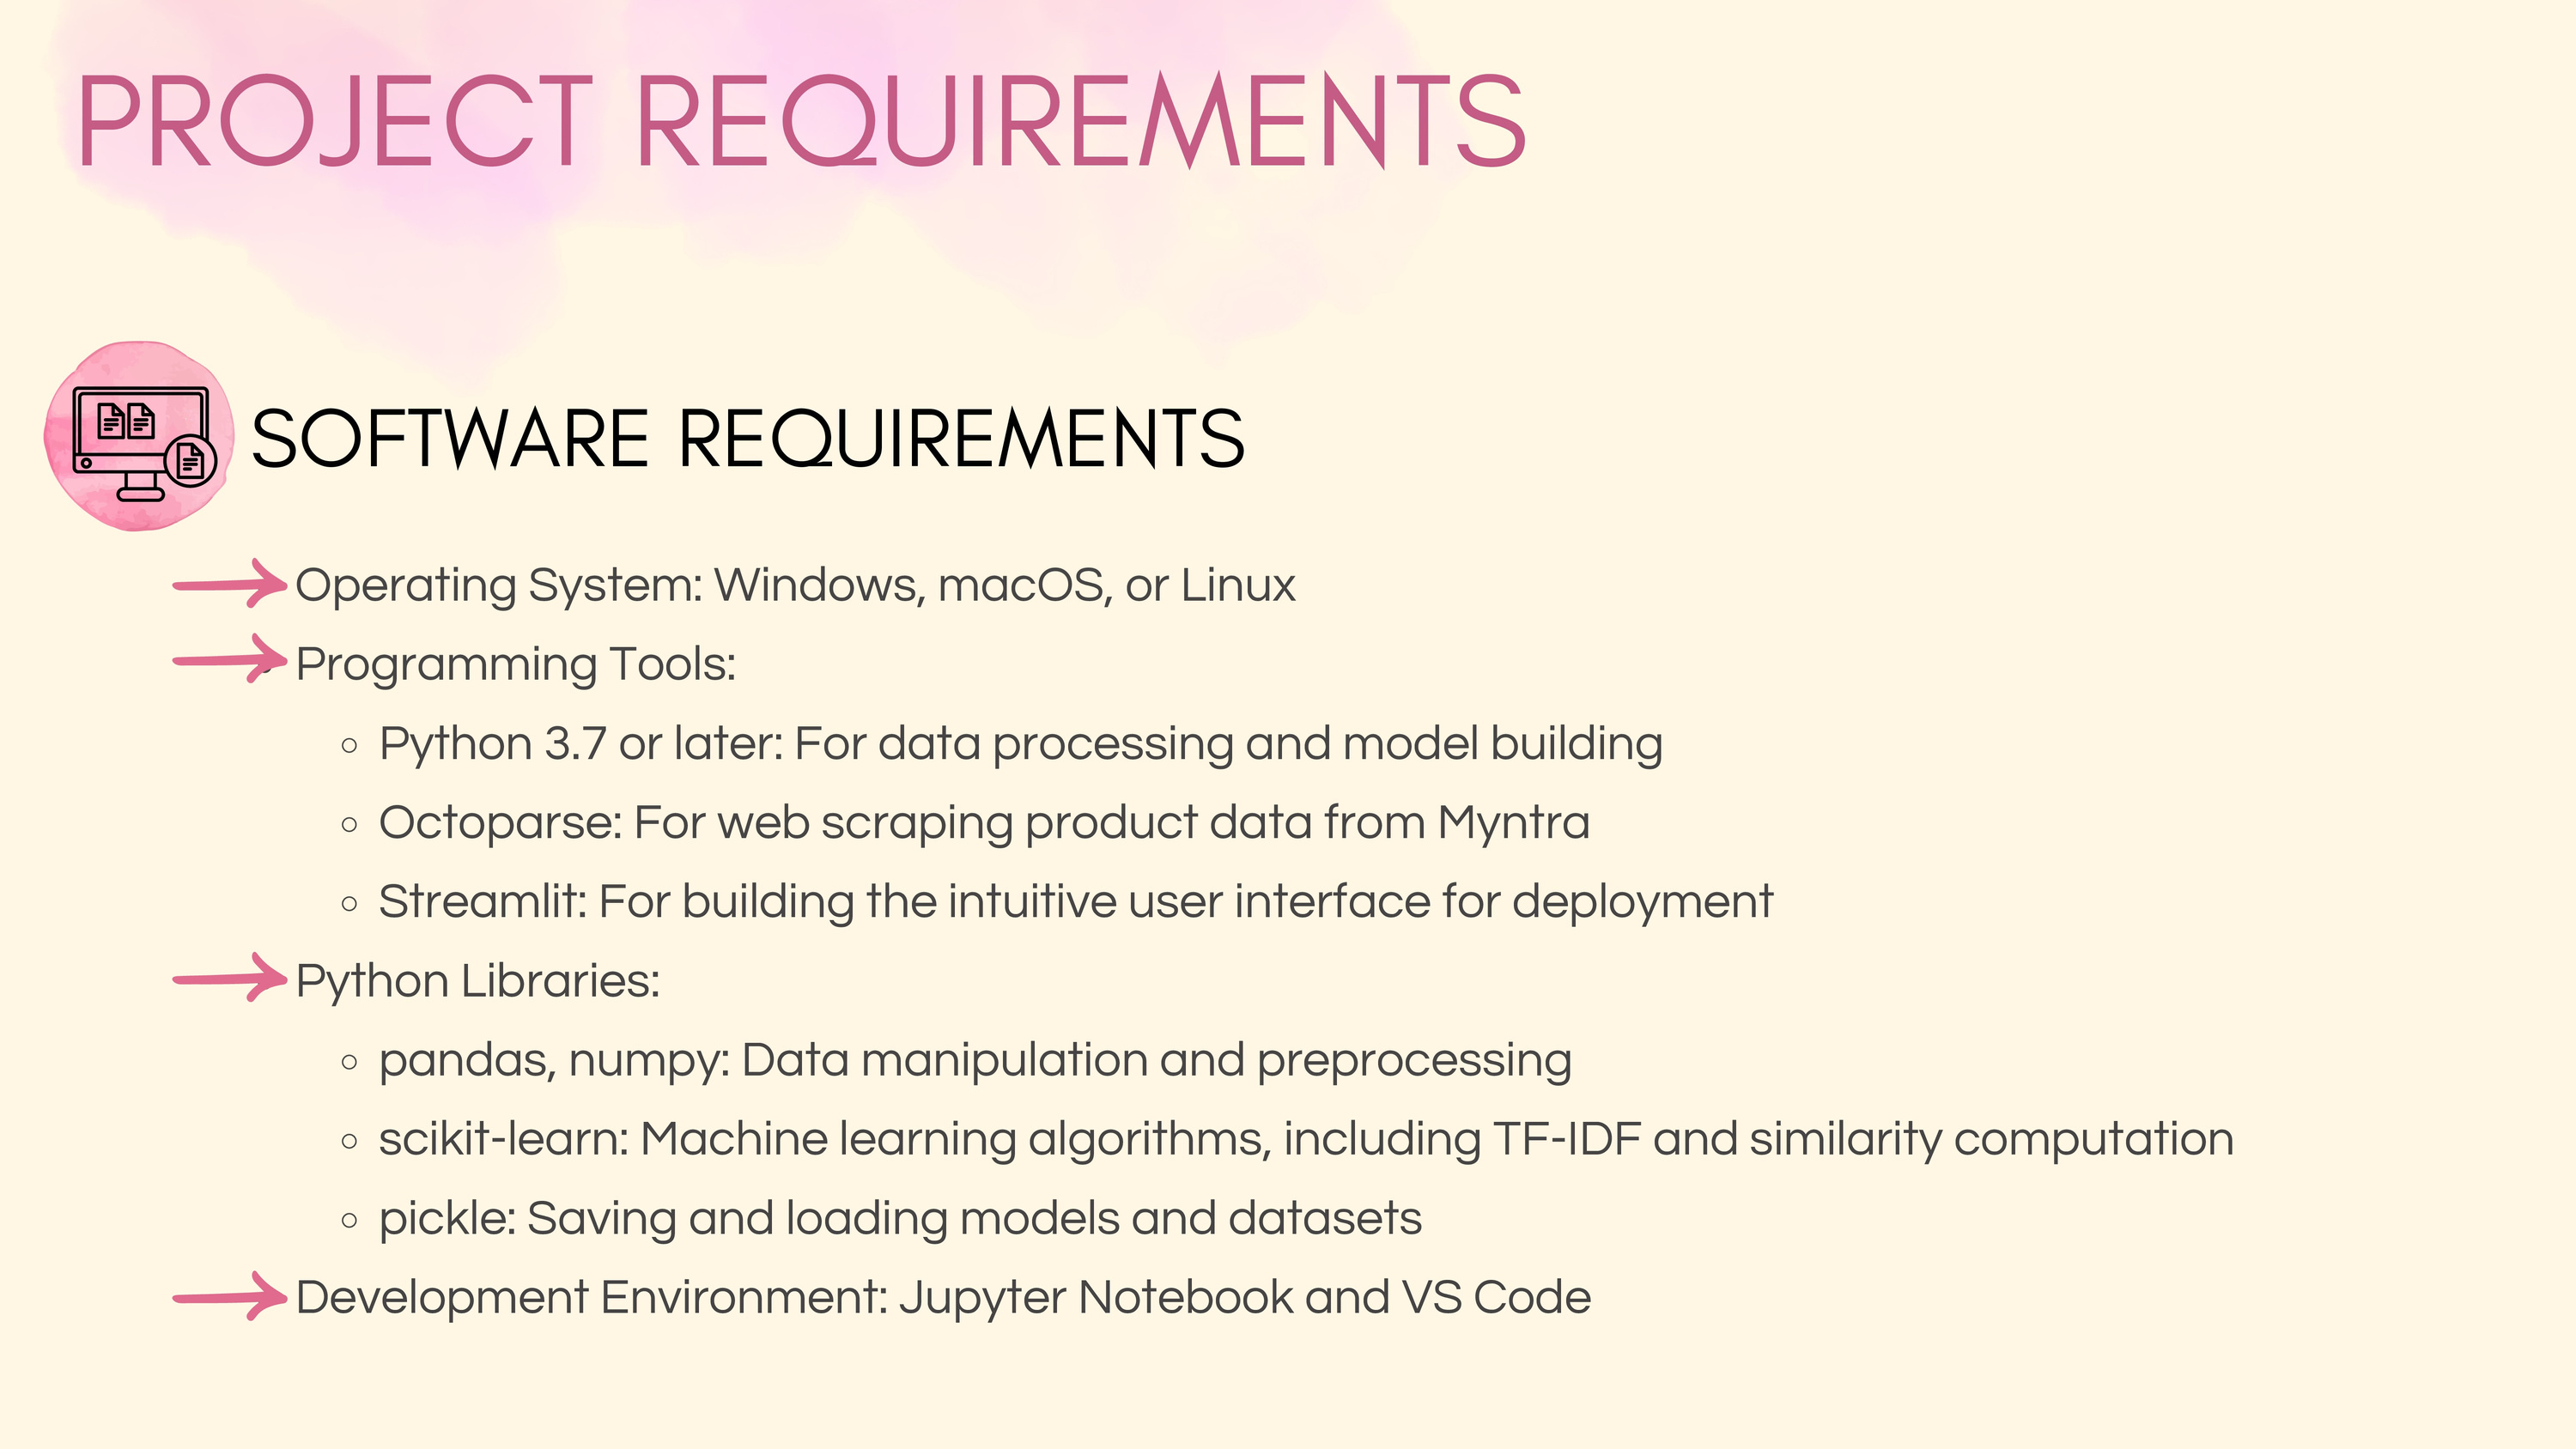 PROJECT REQUIREMENTS
SOFTWARE REQUIREMENTS
Operating System: Windows, macOS, or Linux
Programming Tools:
Python 3.7 or later: For data processing and model building
Octoparse: For web scraping product data from Myntra
Streamlit: For building the intuitive user interface for deployment
Python Libraries:
pandas, numpy: Data manipulation and preprocessing
scikit-learn: Machine learning algorithms, including TF-IDF and similarity computation
pickle: Saving and loading models and datasets
Development Environment: Jupyter Notebook and VS Code